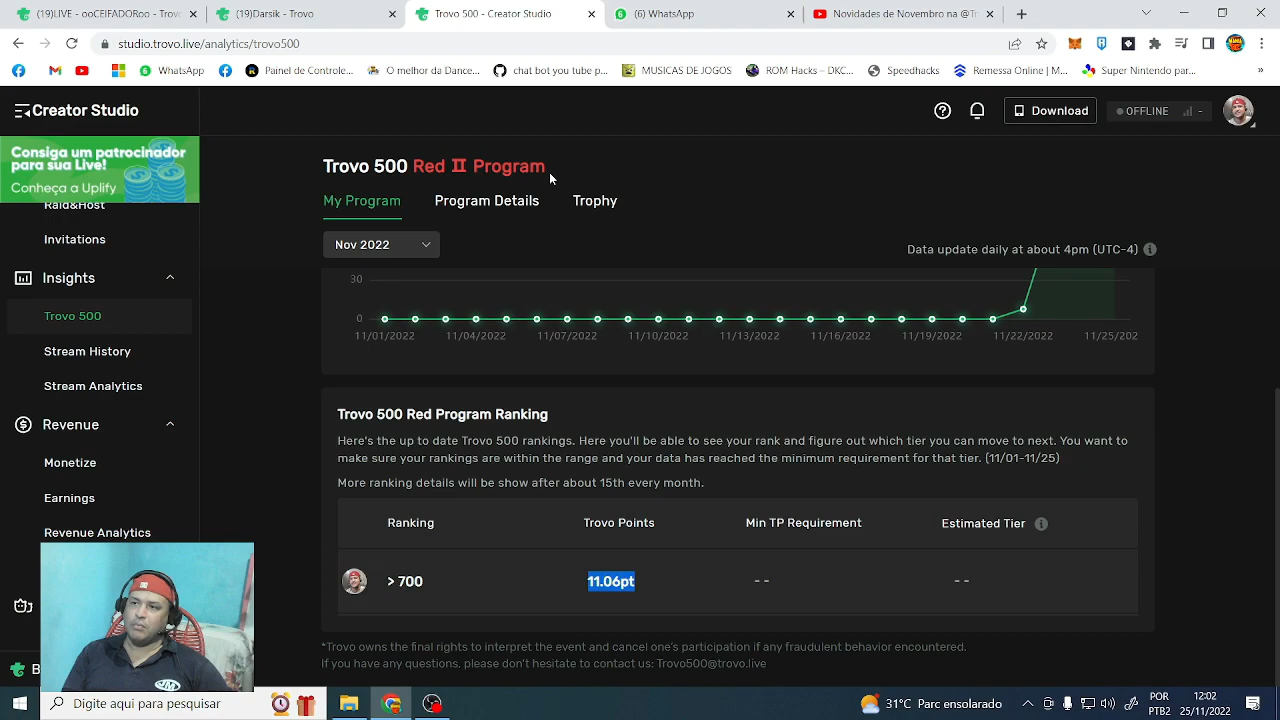 (19)LIVE - ooCEIFADORoo - Tr
(19)Darsik - Trovo
Trovo 500 - Creator Studio
(6) WhatsApp
Novidades de Novembro na @Tr
studio.trovo.live/analytics/trovo500
WhatsApp
Painel de Controle...
O melhor da Dance...
chat.bot you tube p...
MUSICAS DE JOGOS
ROM Hacks – DKC...
Speedhacks
Remessa Online | M...
Super Nintendo par...
»
Creator Studio
Download
OFFLINE
-
Consiga um patrocinador
para sua Live!
Conheça a Uplify
Raid&Host
Invitations
Insights
Trovo 500
Stream History
Stream Analytics
Revenue
Monetize
Earnings
Revenue Analytics
B
Trovo 500 Red II Program
My Program
Program Details
Trophy
Nov 2022
Data update daily at about 4pm (UTC-4)
30
0
11/01/2022
11/04/2022
11/07/2022
11/10/2022
11/13/2022
11/16/2022
11/19/2022
11/22/2022
11/25/202
Trovo 500 Red Program Ranking
Here's the up to date Trovo 500 rankings. Here you'll be able to see your rank and figure out which tier you can move to next. You want to
make sure your rankings are within the range and your data has reached the minimum requirement for that tier. (11/01-11/25)
More ranking details will be show after about 15th every month.
Ranking
Trovo Points
Min TP Requirement
Estimated Tier
> 700
11.06pt
- -
- -
*Trovo owns the final rights to interpret the event and cancel one's participation if any fraudulent behavior encountered.
If you have any questions, please don't hesitate to contact us: Trovo500@trovo.live
Digite aqui para pesquisar
31°C Parc ensolarado
POR
PTB2
12:02
25/11/2022